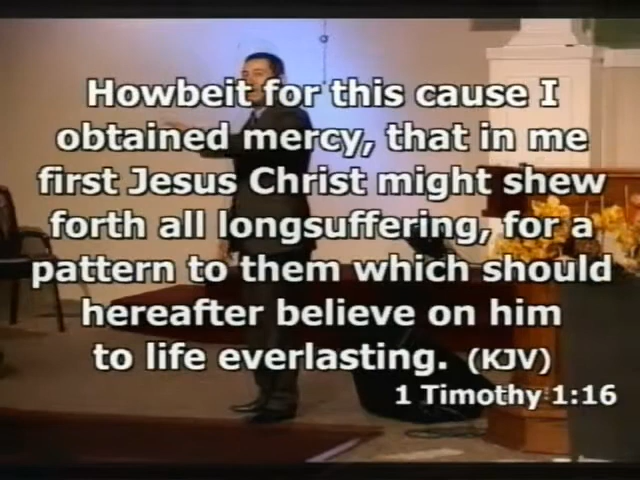 Howbeit for this cause I
obtained mercy, that in me
first Jesus Christ might shew
forth all longsuffering, for a
pattern to them which should
hereafter believe on him
to life everlasting. (KJV)
1 Timothy 1:16